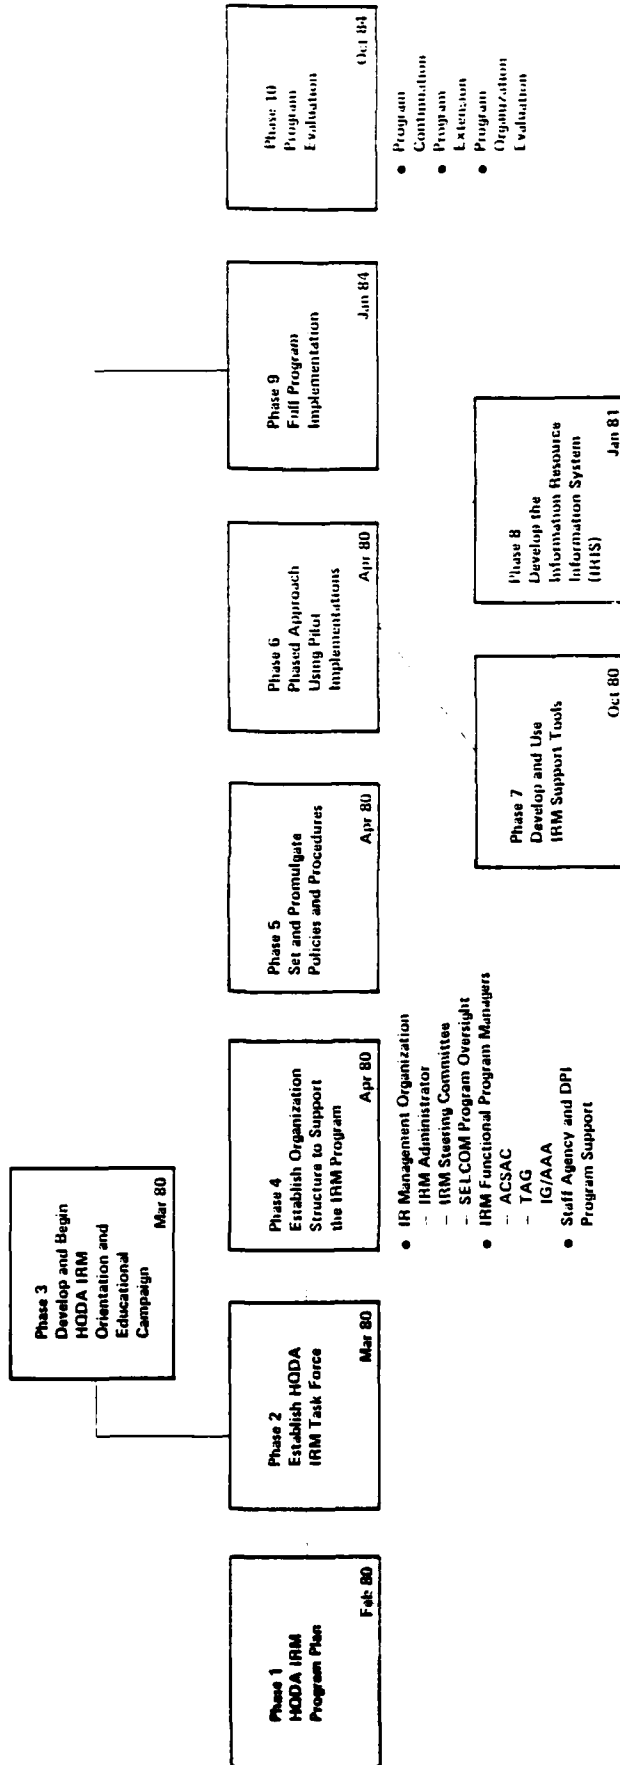 Phase 1
HQDA IRM
Program Plan
Feb 80
Phase 2
Establish HQDA
IRM Task Force
Mar 80
Phase 3
Develop and Begin
HQDA IRM
Orientation and
Educational
Campaign
Mar 80
Phase 4
Establish Organization
Structure to Support
the IRM Program
Apr 80
• IR Management Organization
– IRM Administrator
– IRM Steering Committee
– SELCOM Program Oversight
• IRM Functional Program Managers
– ACSAC
– TAG
IG/AAA
• Staff Agency and DPI
Program Support
Phase 5
Set and Promulgate
Policies and Procedures
Apr 80
Phase 6
Phased Approach
Using Pilot
Implementations
Apr 80
Phase 7
Develop and Use
IRM Support Tools
Oct 80
Phase 8
Develop the
Information Resource
Information System
(IRIS)
Jan 81
Phase 9
Full Program
Implementation
Jan 84
Phase 10
Program
Evaluation
Oct 84
• Program
Continuation
• Program
Extension
• Program
Organization
Evaluation